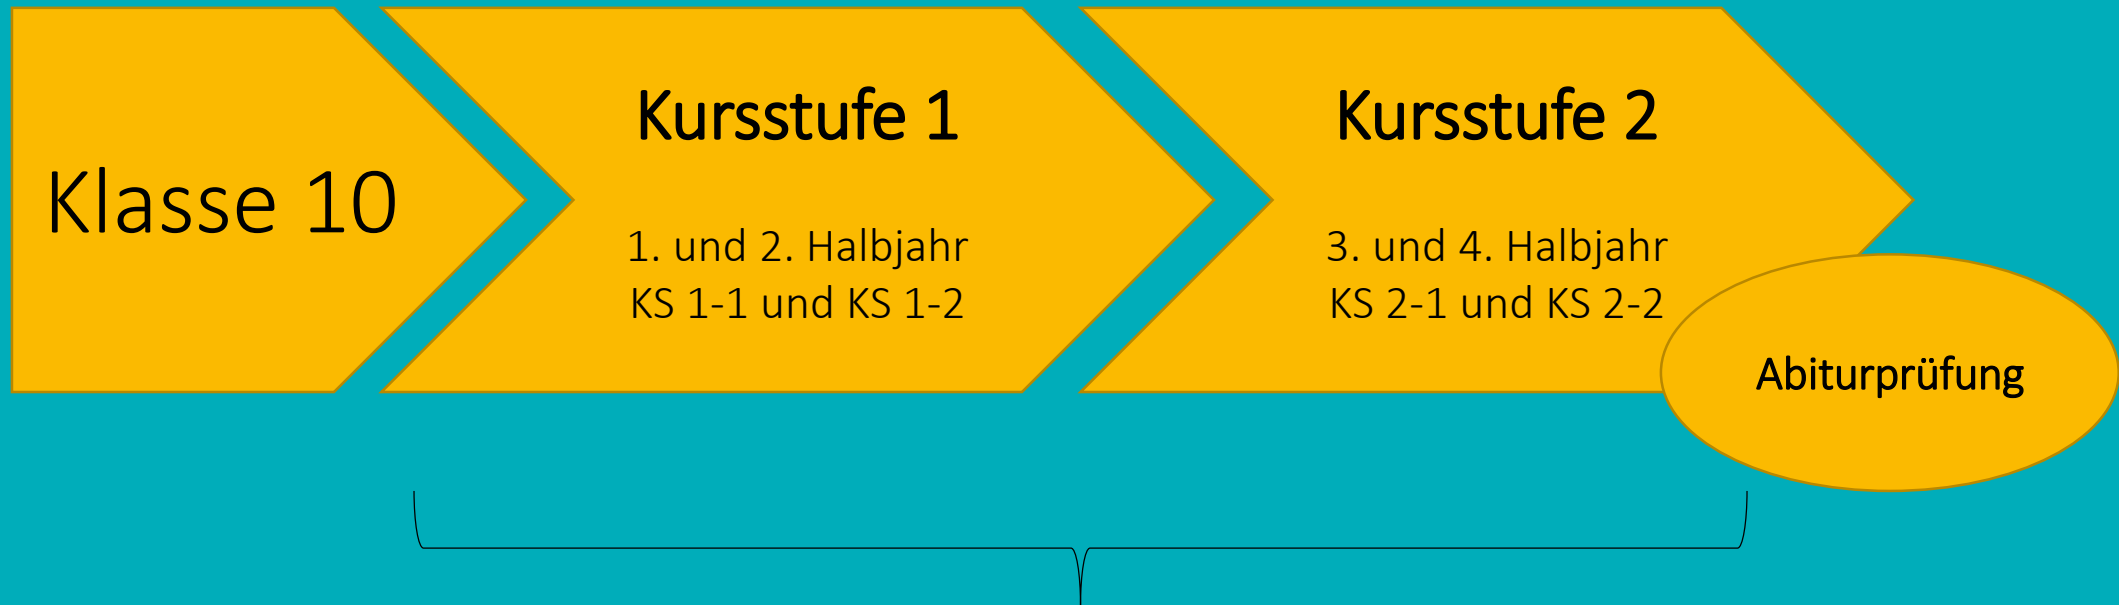 Klasse 10
Kursstufe 1
1. und 2. Halbjahr
KS 1-1 und KS 1-2
Kursstufe 2
3. und 4. Halbjahr
KS 2-1 und KS 2-2
Abiturprüfung